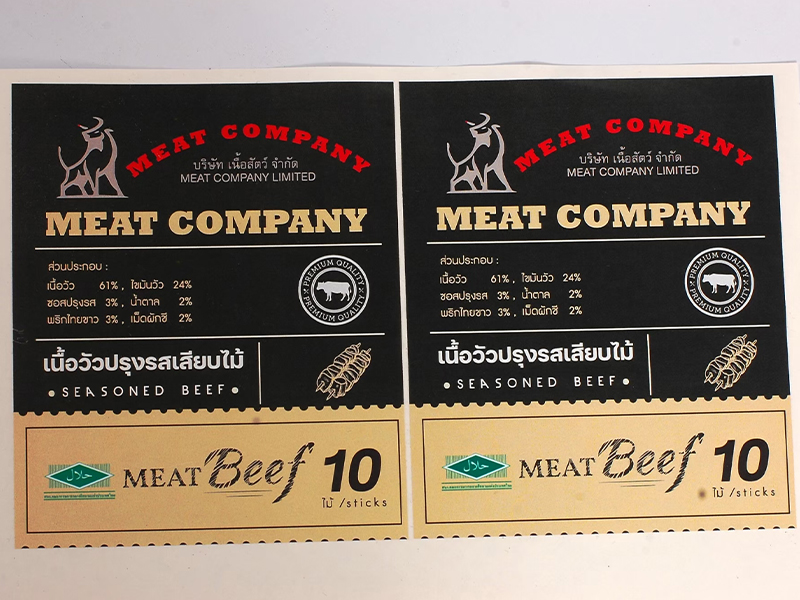 MEAT COMPANY
บริษัท เนื้อสัตว์ จำกัด
MEAT COMPANY LIMITED
MEAT COMPANY
ส่วนประกอบ :
เนื้อวัว 61% , ไขมันวัว 24%
ซอสปรุงรส 3% , น้ำตาล 2%
พริกไทยขาว 3% , เม็ดผักชี 2%
PREMIUM QUALITY
PREMIUM QUALITY
เนื้อวัวปรุงรสเสียบไม้
• SEASONED BEEF •
حلال
MEAT Beef 10
ไม้ /sticks
MEAT COMPANY
บริษัท เนื้อสัตว์ จำกัด
MEAT COMPANY LIMITED
MEAT COMPANY
ส่วนประกอบ :
เนื้อวัว 61% , ไขมันวัว 24%
ซอสปรุงรส 3% , น้ำตาล 2%
พริกไทยขาว 3% , เม็ดผักชี 2%
PREMIUM QUALITY
PREMIUM QUALITY
เนื้อวัวปรุงรสเสียบไม้
• SEASONED BEEF •
حلال
MEAT Beef 10
ไม้ /sticks